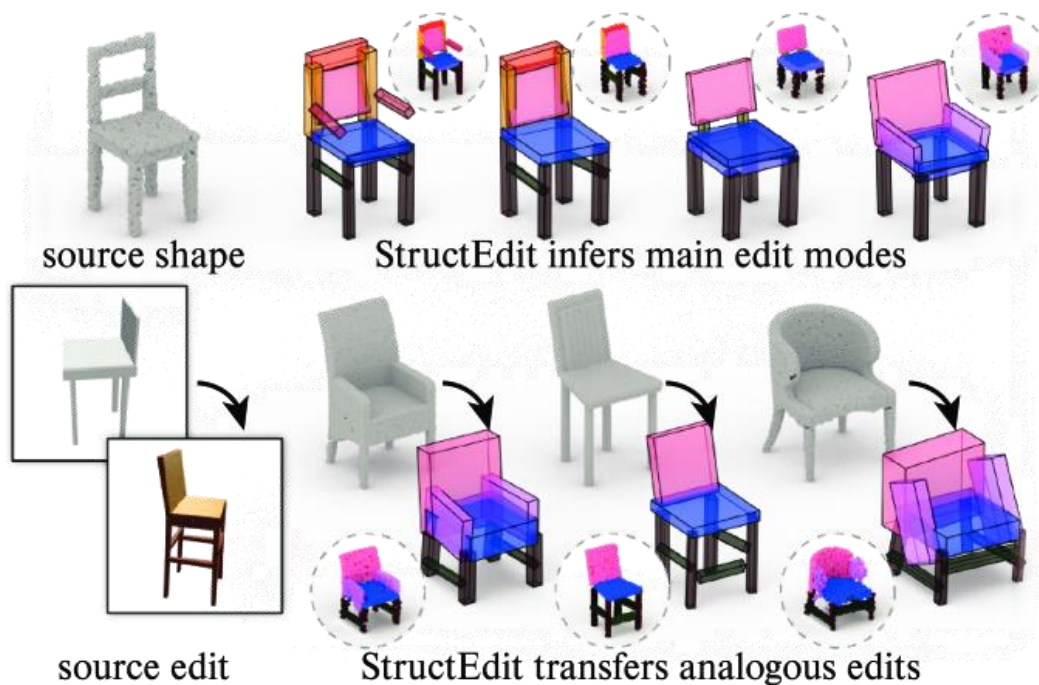 source shape
StructEdit infers main edit modes
source edit
StructEdit transfers analogous edits